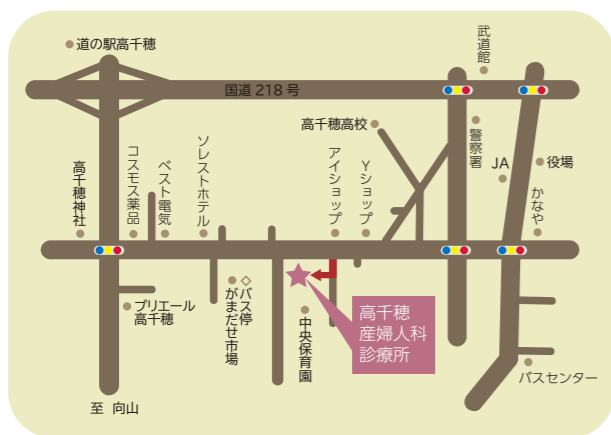 道の駅高千穂
武道館
国道 218 号
高千穂高校
警察署
JA
役場
かなや
高千穂神社
コスモス薬品
ベスト電気
ソレストホテル
アイショップ
Yショップ
プリエール
高千穂
バス停
がまだせ市場
中央保育園
高千穂
産婦人科
診療所
バスセンター
至 向山